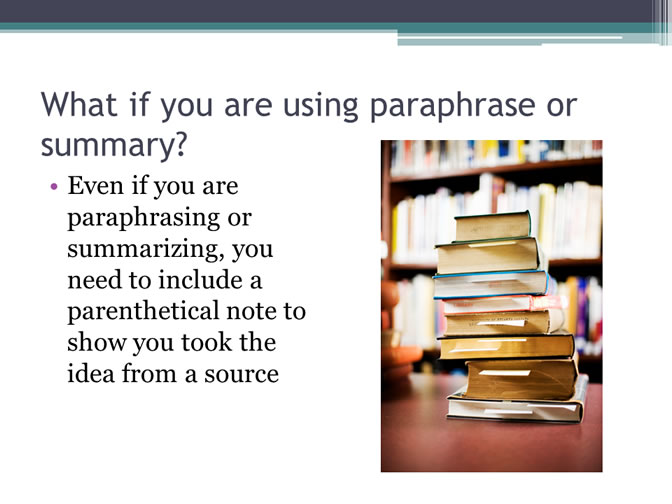 What if you are using paraphrase or
summary?
• Even if you are
paraphrasing or
summarizing, you
need to include a
parenthetical note to
show you took the
idea from a source